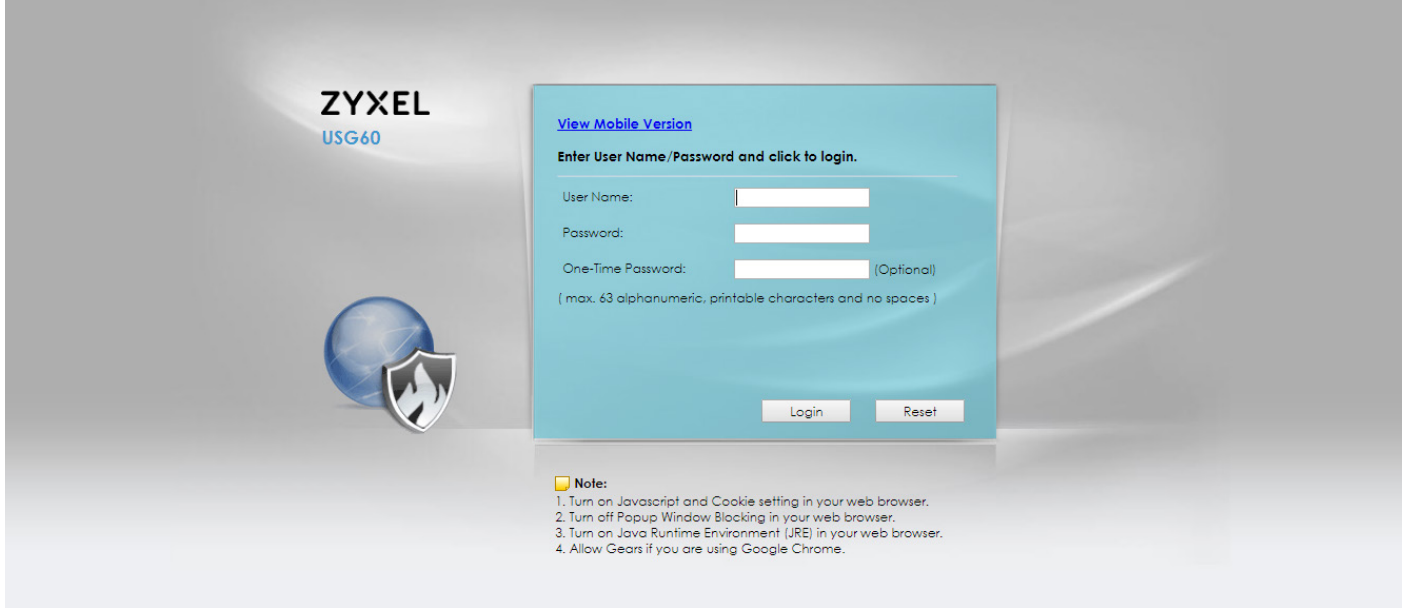 ZYXEL
USG60
View Mobile Version
Enter User Name/Password and click to login.
User Name:
Password:
One-Time Password:
(Optional)
( max. 63 alphanumeric, printable characters and no spaces )
Login
Reset
Note:
1. Turn on Javascript and Cookie setting in your web browser.
2. Turn off Popup Window Blocking in your web browser.
3. Turn on Java Runtime Environment (JRE) in your web browser.
4. Allow Gears if you are using Google Chrome.